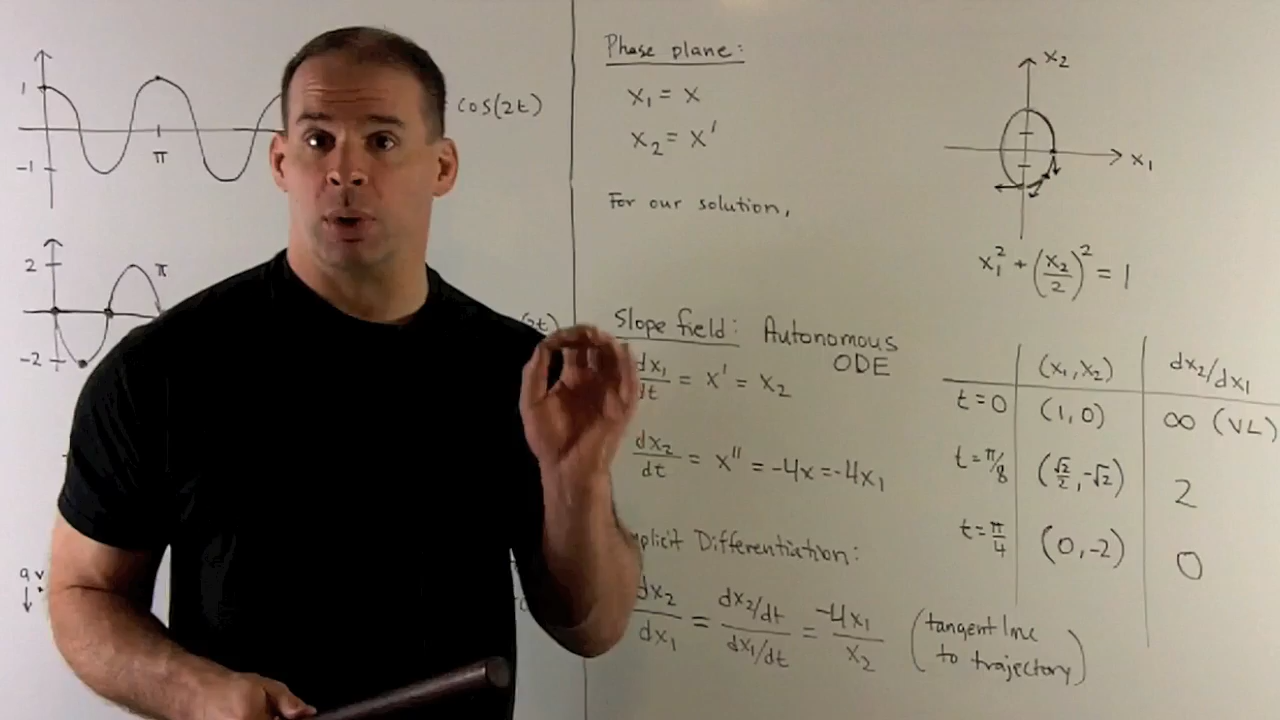 1
-1
π
cos(2t)
2
-2
π
(2t)
Phase plane:
x₁ = x
x₂ = x'
For our solution,
x₂
x₁
x₁² + (x₂/2)² = 1
Slope field: Autonomous
ODE
dx₁/dt = x' = x₂
dx₂/dt = x'' = -4x = -4x₁
Implicit Differentiation:
dx₂/dx₁ = (dx₂/dt)/(dx₁/dt) = -4x₁/x₂ (tangent line
to trajectory)
(x₁, x₂) dx₂/dx₁
t=0 (1, 0) ∞ (VL)
t=π/8 (√2/2, -√2) 2
t=π/4 (0, -2) 0